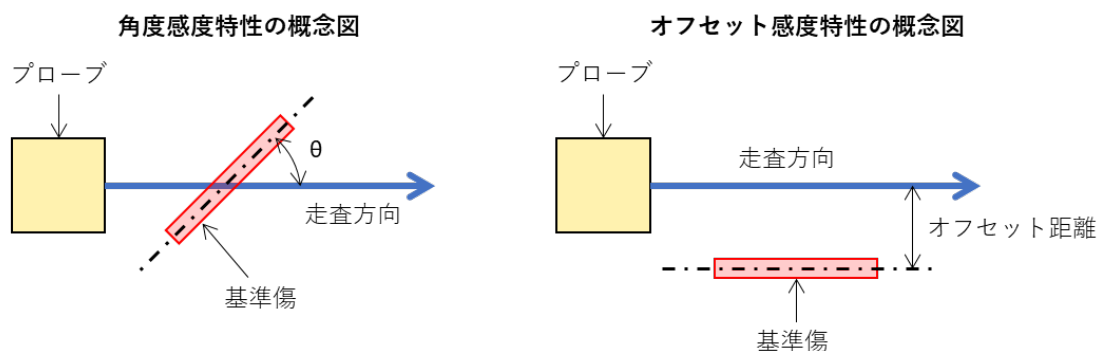 角度感度特性の概念図
プローブ
θ
走査方向
基準傷
オフセット感度特性の概念図
プローブ
走査方向
オフセット距離
基準傷